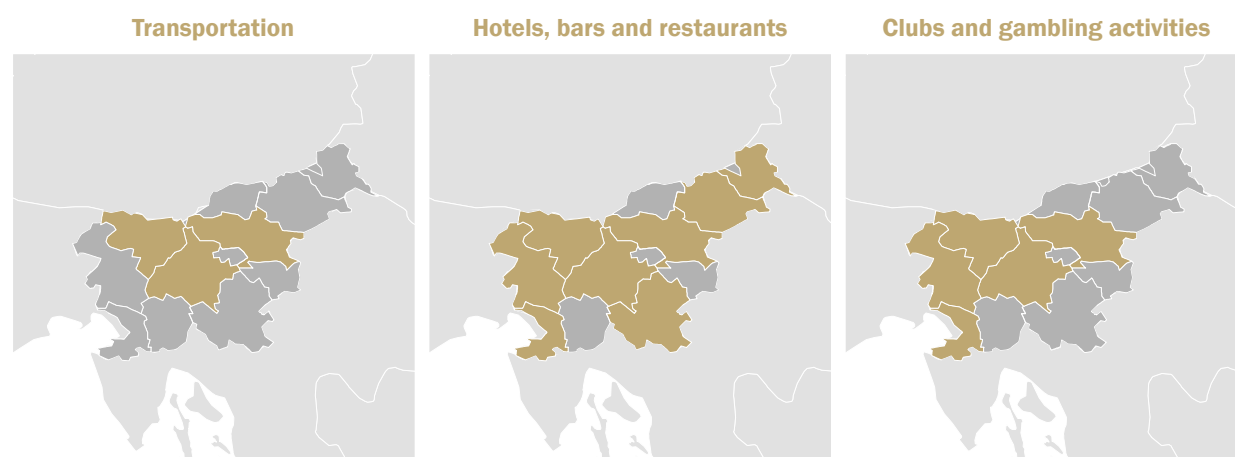 Transportation
Hotels, bars and restaurants
Clubs and gambling activities